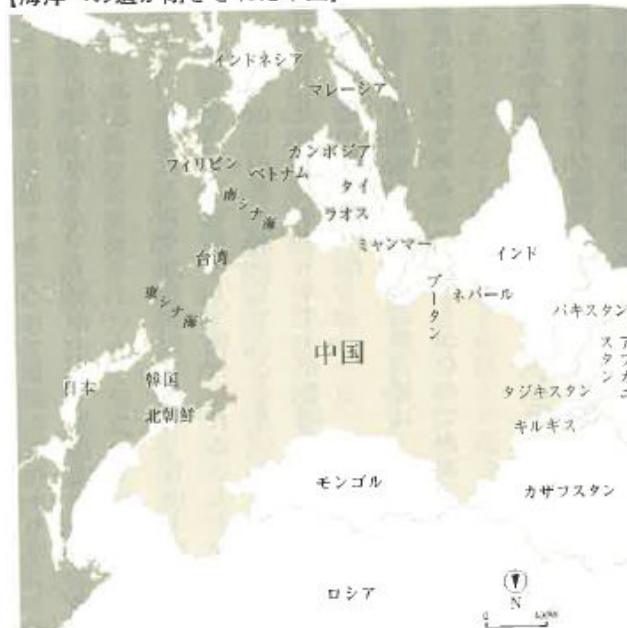 インドネシア
マレーシア
カンボジア
フィリピン
ベトナム
タイ
南シナ海
ラオス
ミャンマー
台湾
インド
ブータン
ネパール
東シナ海
パキスタン
中国
日本
韓国
タジキスタン
北朝鮮
キルギス
モンゴル
カザフスタン
ロシア
N
0